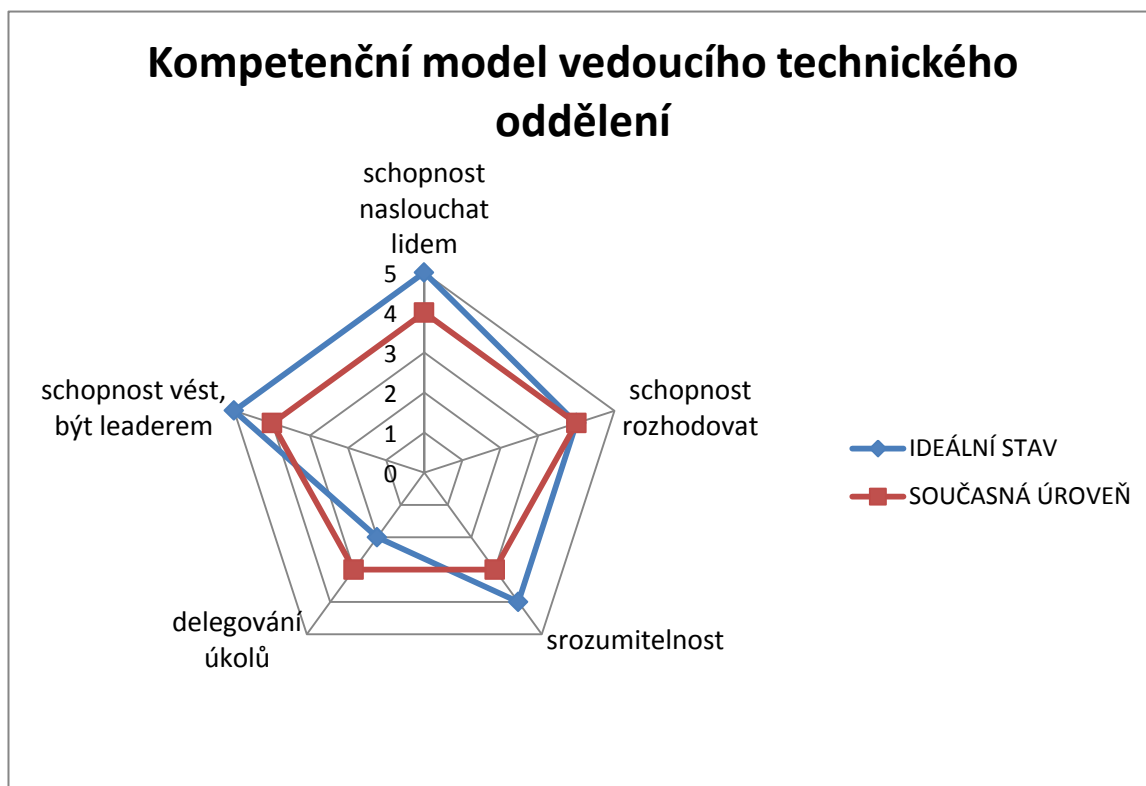 Kompetenční model vedoucího technického
oddělení
schopnost
naslouchat
lidem
5
4
3
2
1
0
schopnost
rozhodovat
srozumitelnost
delegování
úkolů
schopnost vést,
být leaderem
IDEÁLNÍ STAV
SOUČASNÁ ÚROVEŇ